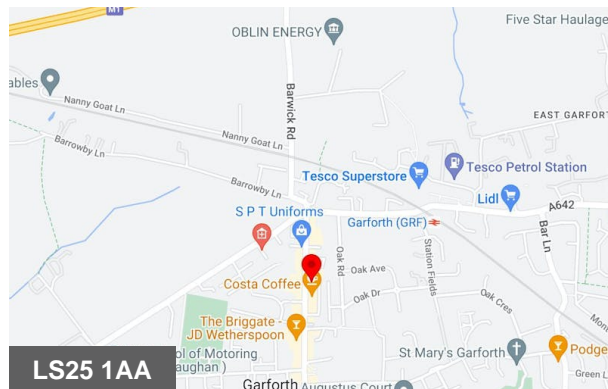 M1
Five Star Haulage
OBLIN ENERGY
ables
Nanny Goat Ln
Barwick Rd
Nanny Goat Ln
EAST GARFORT
Barrowby Ln
Tesco Petrol Station
Tesco Superstore
Lidl
Barrowby Ln
A642
S P T Uniforms
Garforth (GRF)
Bar Ln
Oak Rd
Station Fields
Oak Ave
Costa Coffee
Oak Dr
Oak Cres
The Briggate -
JD Wetherspoon
Mon
ool of Motoring
aughan )
St Mary's Garforth
Podge
LS25 1AA
Garforth
Augustus Court
Green L